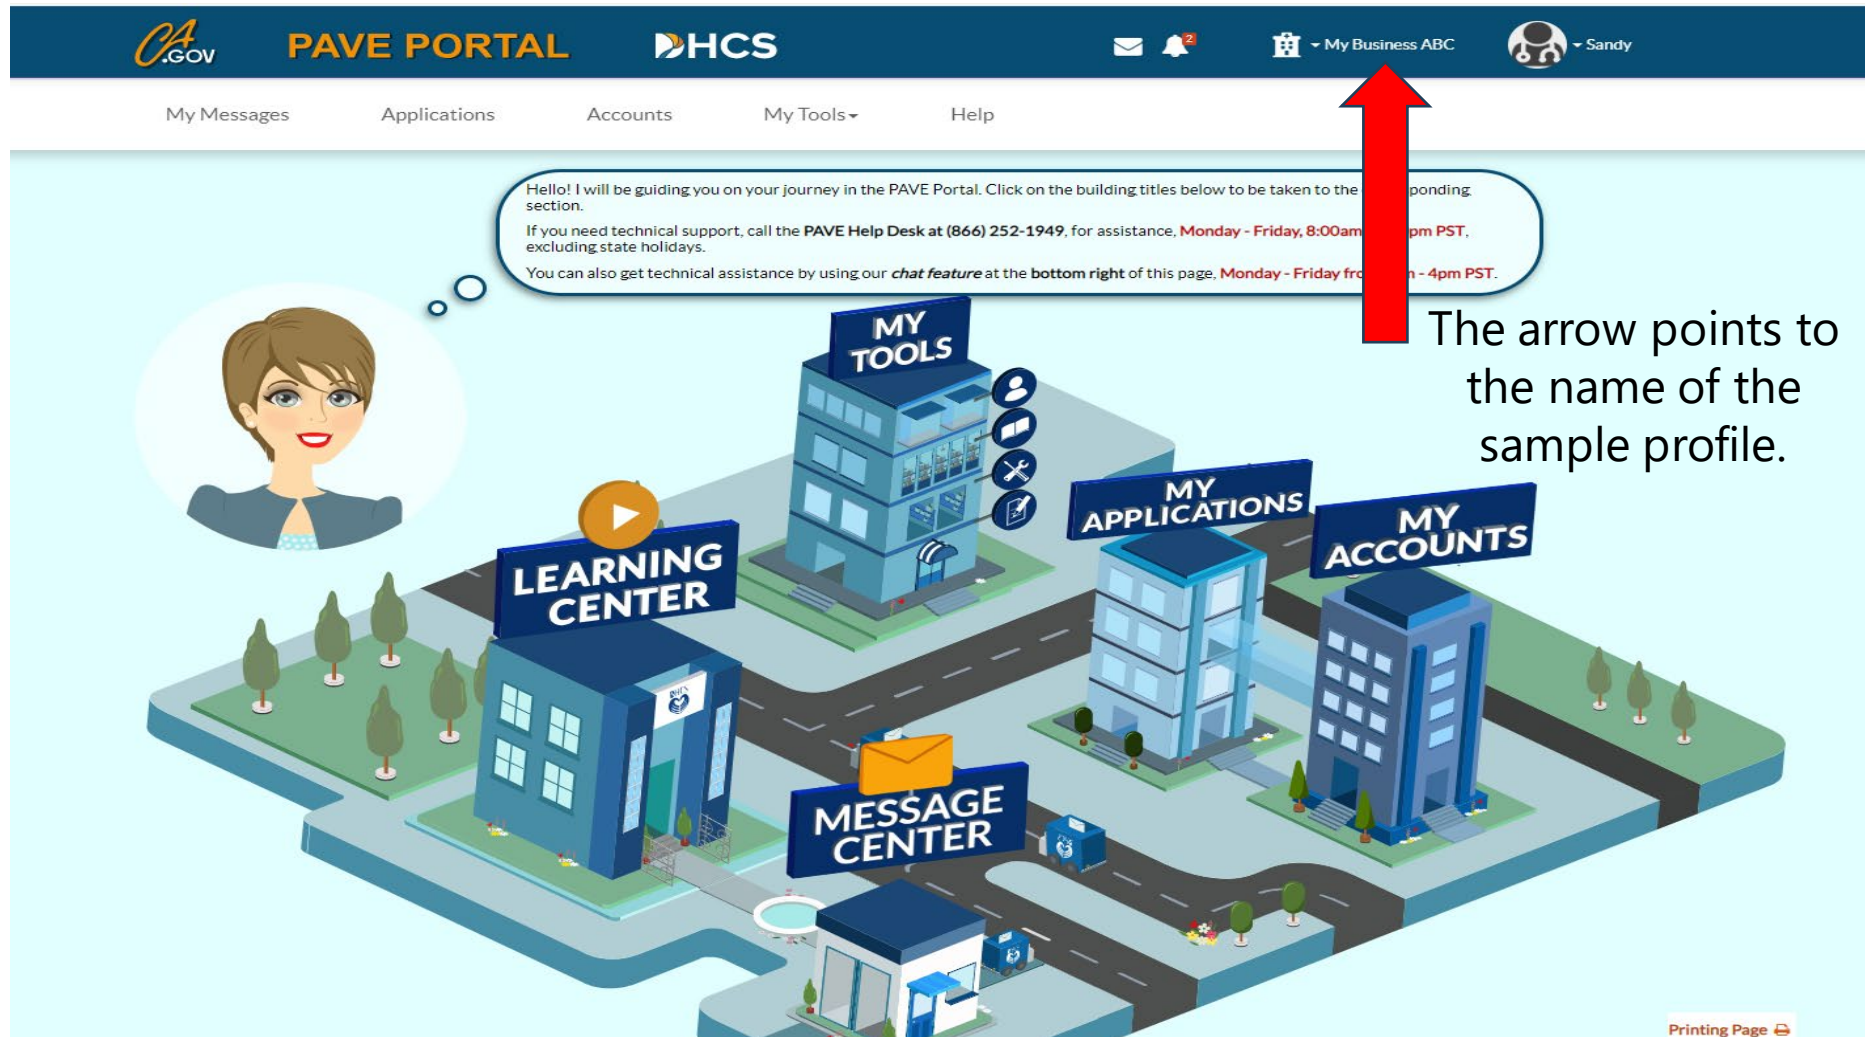 CA.GOV PAVE PORTAL DHCS 2 My Business ABC Sandy
My Messages Applications Accounts My Tools Help
Hello! I will be guiding you on your journey in the PAVE Portal. Click on the building titles below to be taken to the ponding
section.
If you need technical support, call the PAVE Help Desk at (866) 252-1949, for assistance, Monday - Friday, 8:00am pm PST,
excluding state holidays.
You can also get technical assistance by using our chat feature at the bottom right of this page, Monday - Friday - 4pm PST.
The arrow points to
the name of the
sample profile.
MY
TOOLS
MY
APPLICATIONS
MY
ACCOUNTS
LEARNING
CENTER
DHCS
MESSAGE
CENTER
Printing Page